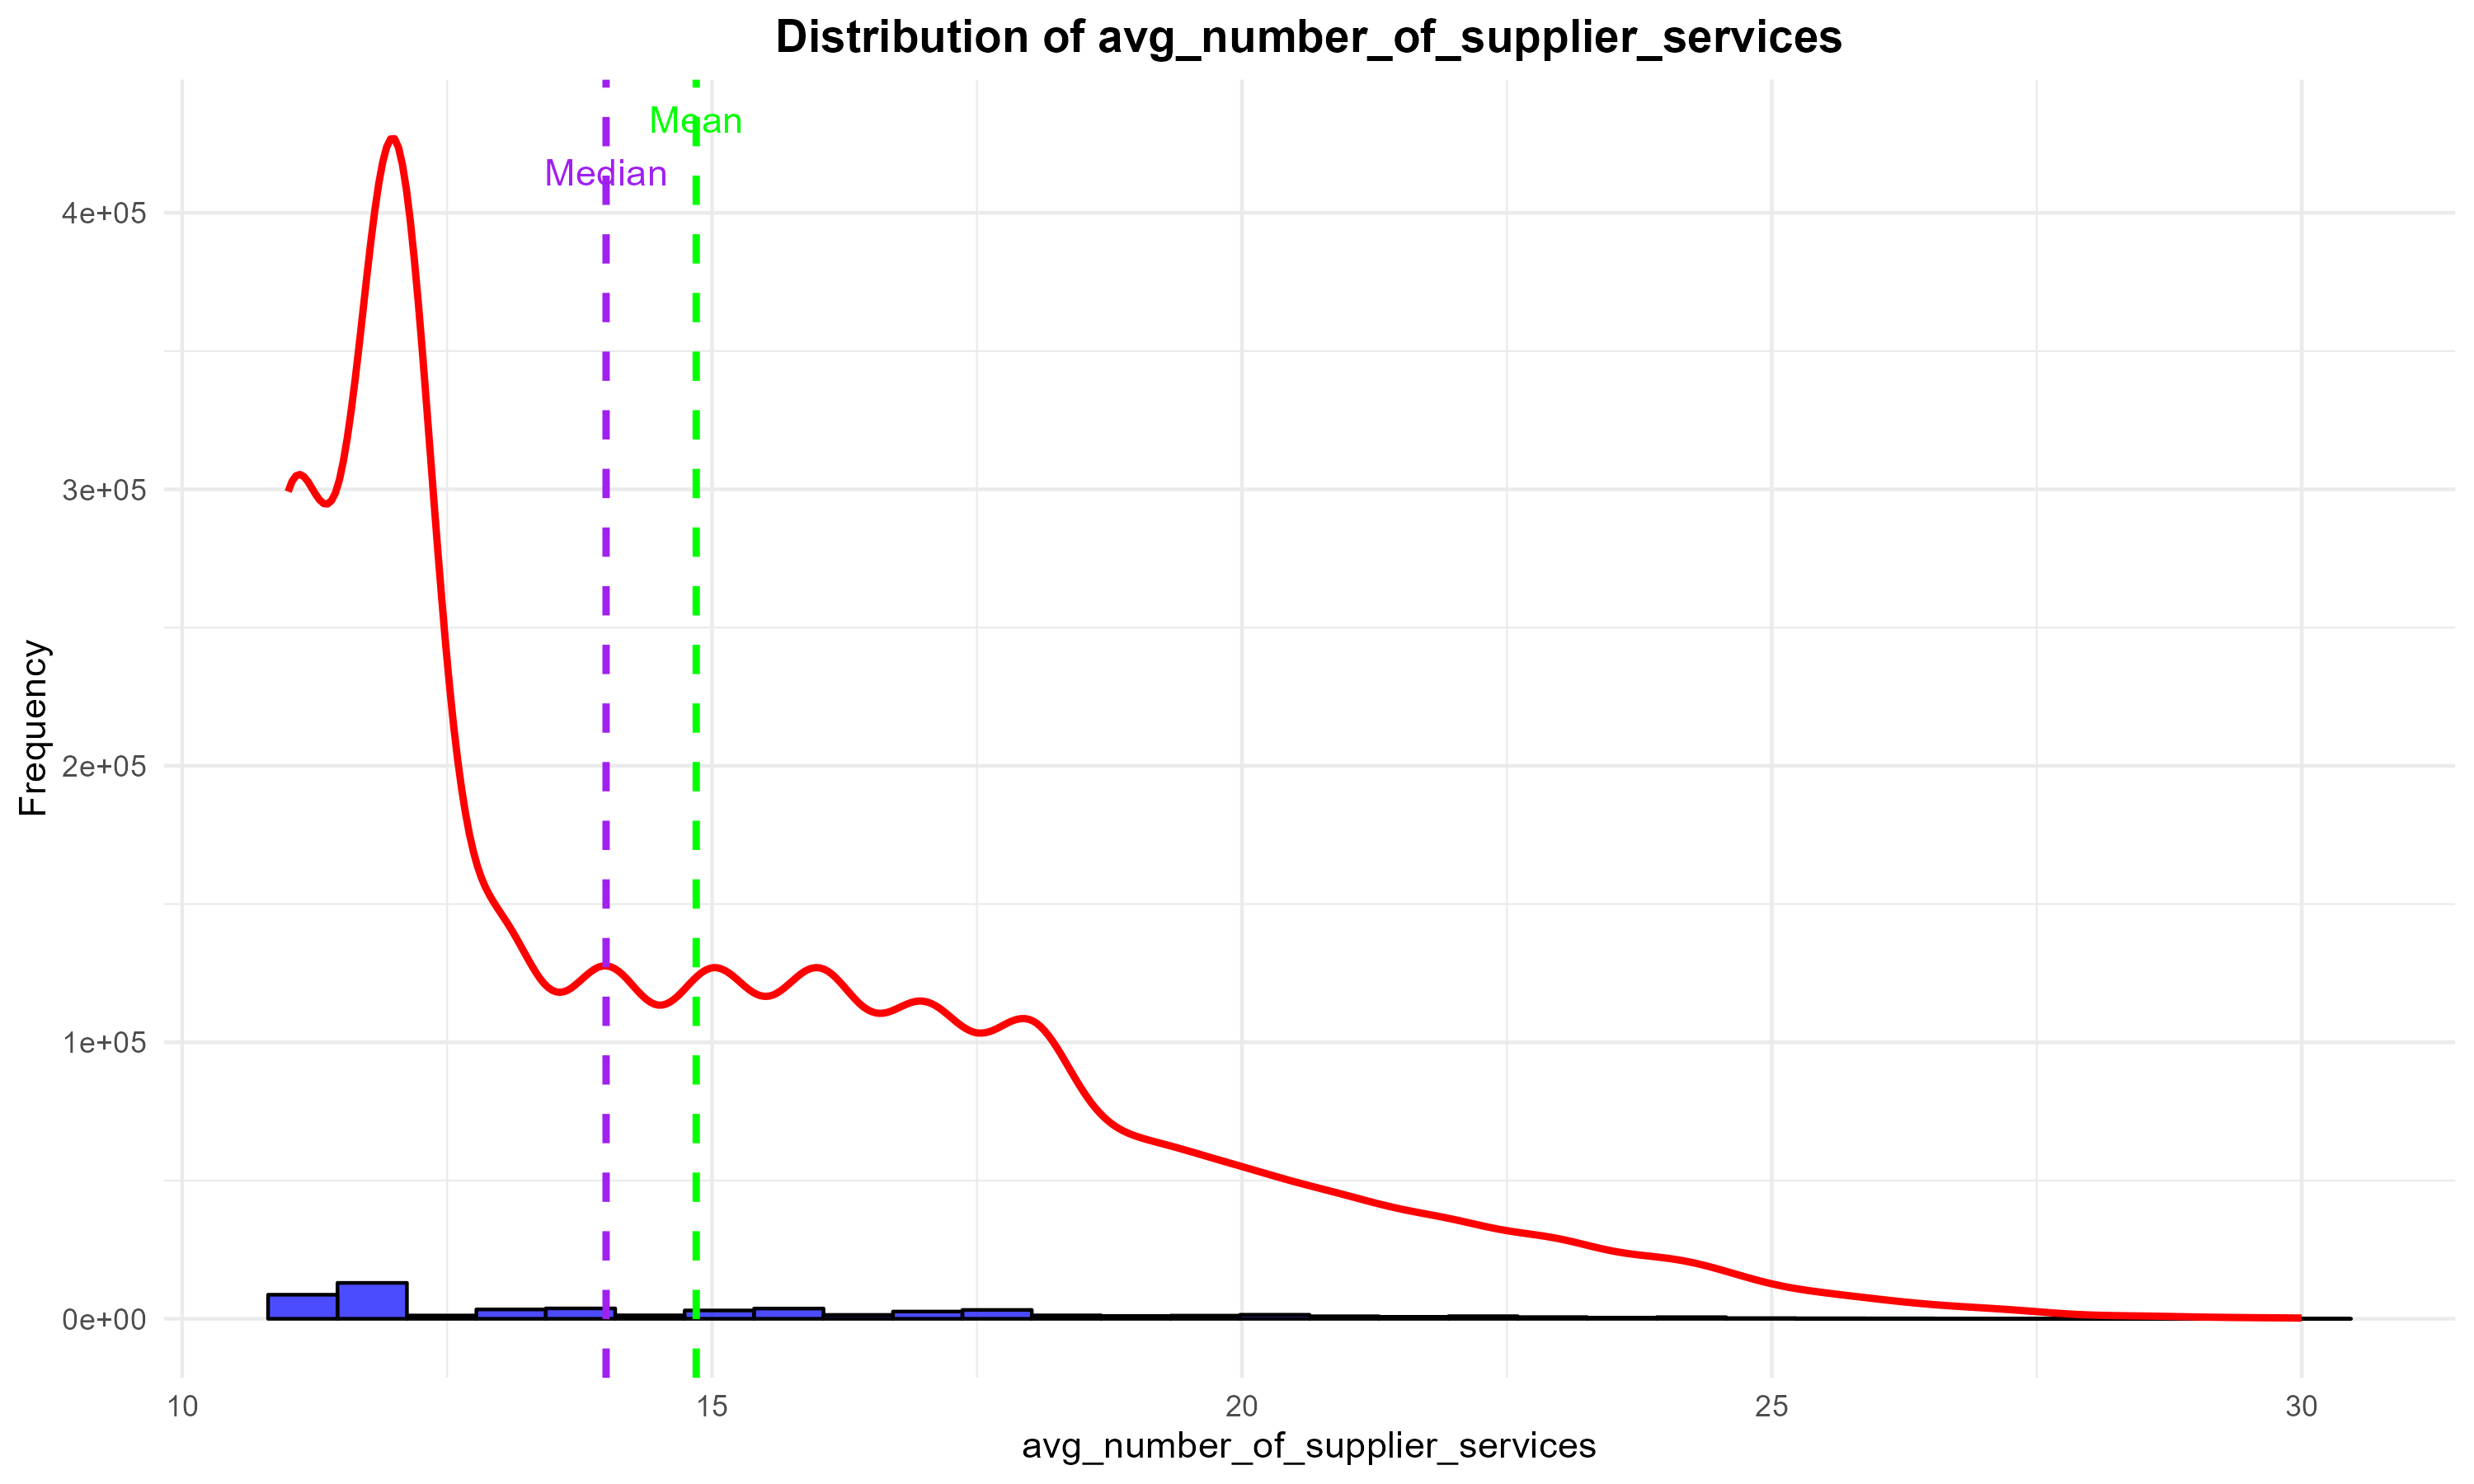 Distribution of avg_number_of_supplier_services
Mean
Median
4e+05
3e+05
2e+05
1e+05
0e+00
Frequency
10 15 20 25 30
avg_number_of_supplier_services